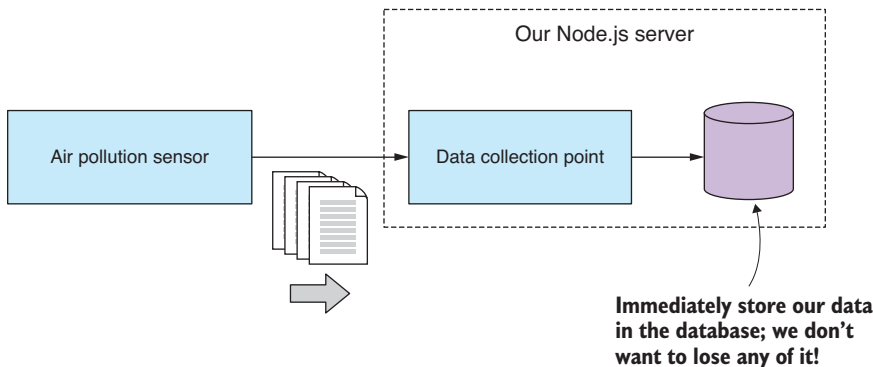 Our Node.js server
Air pollution sensor
Data collection point
Immediately store our data
in the database; we don’t
want to lose any of it!